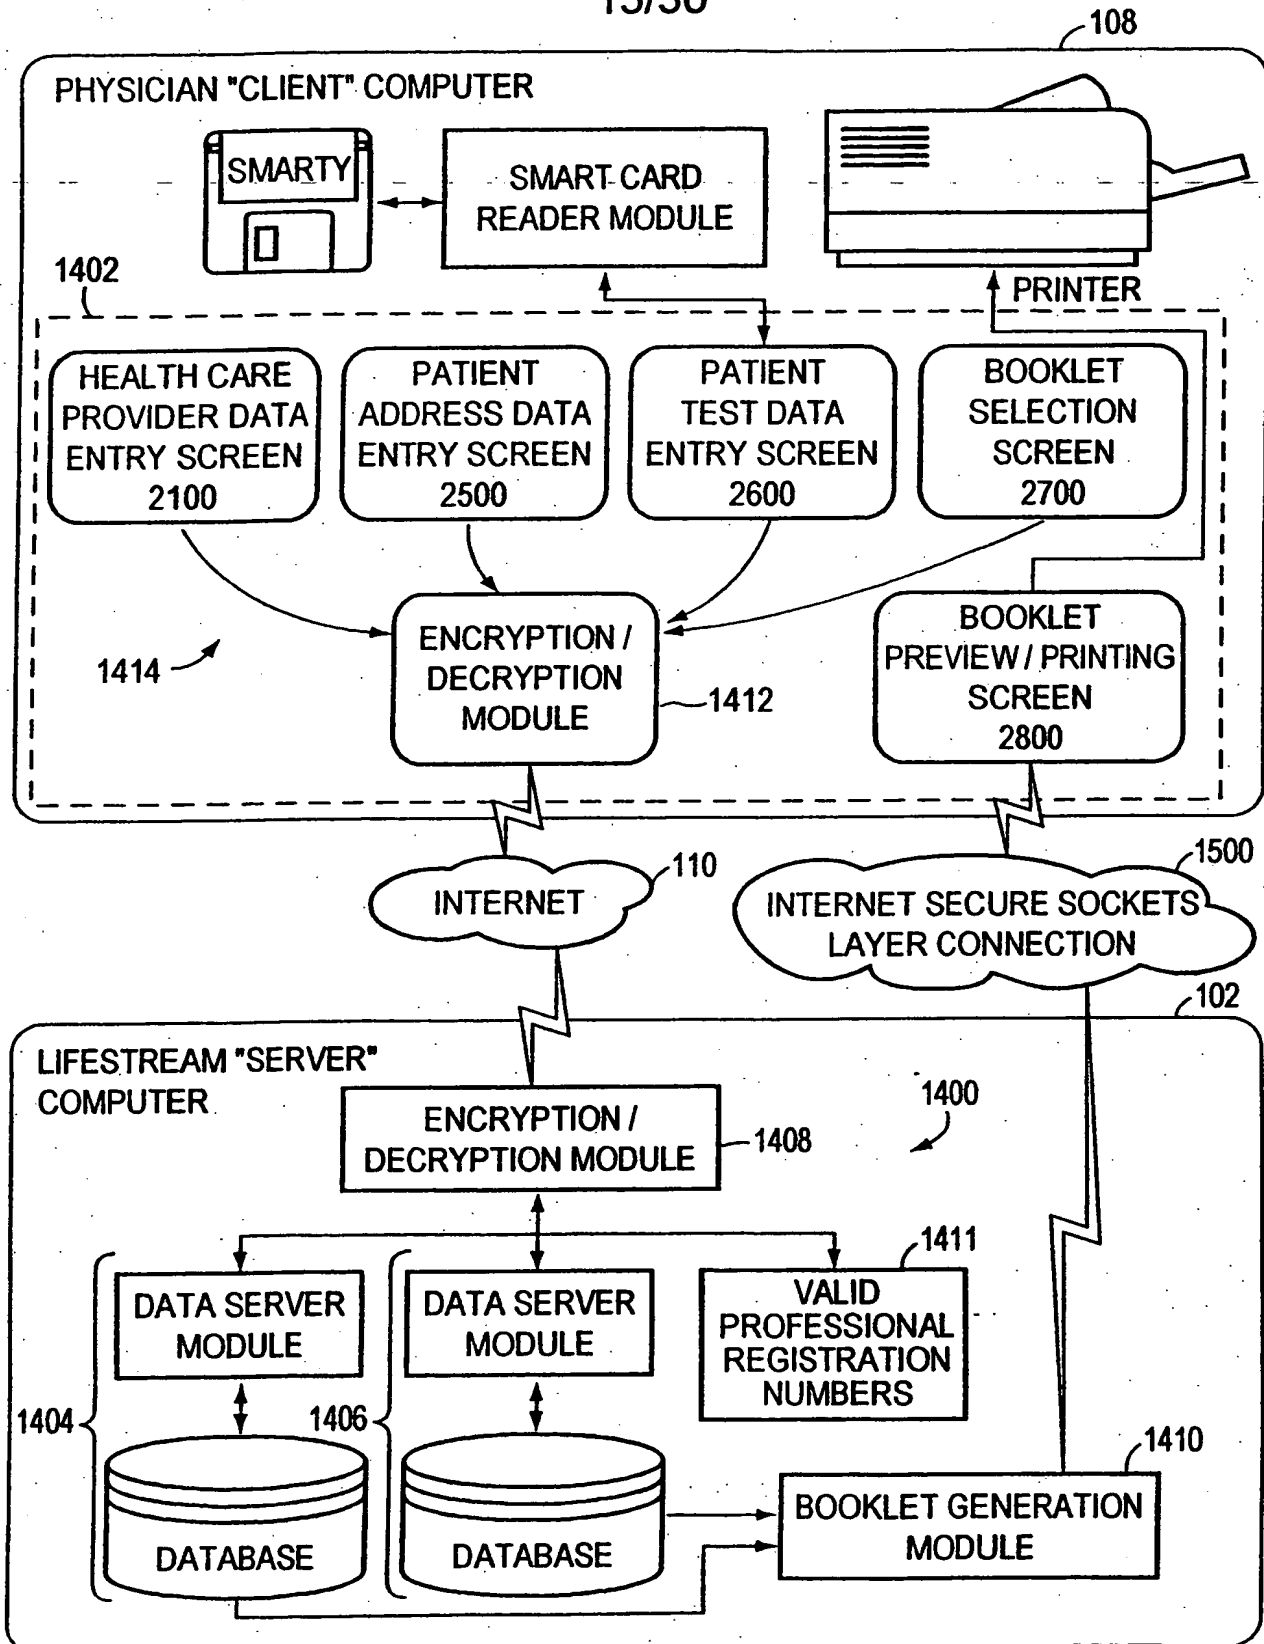 15/30
108
PHYSICIAN "CLIENT" COMPUTER
SMARTY
SMART CARD
READER MODULE
PRINTER
1402
HEALTH CARE
PROVIDER DATA
ENTRY SCREEN
2100
PATIENT
ADDRESS DATA
ENTRY SCREEN
2500
PATIENT
TEST DATA
ENTRY SCREEN
2600
BOOKLET
SELECTION
SCREEN
2700
1414
ENCRYPTION /
DECRYPTION
MODULE
1412
BOOKLET
PREVIEW / PRINTING
SCREEN
2800
INTERNET
110
INTERNET SECURE SOCKETS
LAYER CONNECTION
1500
102
LIFESTREAM "SERVER"
COMPUTER
ENCRYPTION /
DECRYPTION MODULE
1408
1400
1404
DATA SERVER
MODULE
DATABASE
1406
DATA SERVER
MODULE
DATABASE
1411
VALID
PROFESSIONAL
REGISTRATION
NUMBERS
1410
BOOKLET GENERATION
MODULE